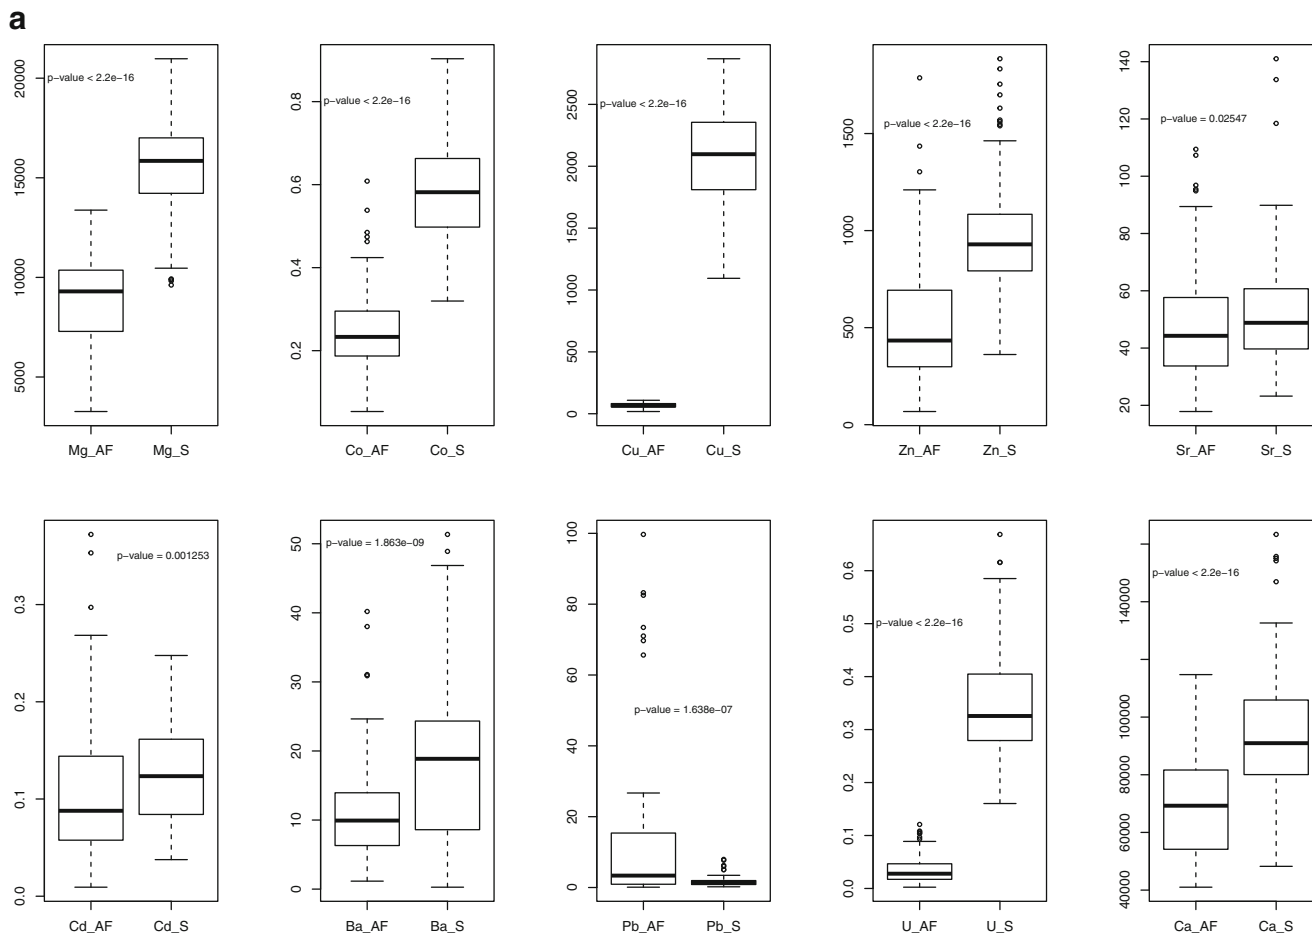 a
20000
15000
10000
5000
p−value < 2.2e−16
Mg_AF Mg_S
0.8
0.6
0.4
0.2
p−value < 2.2e−16
Co_AF Co_S
2500
2000
1500
1000
500
0
p−value < 2.2e−16
Cu_AF Cu_S
1500
1000
500
0
p−value < 2.2e−16
Zn_AF Zn_S
140
120
100
80
60
40
20
p−value = 0.02547
Sr_AF Sr_S
0.3
0.2
0.1
0.0
p−value = 0.001253
Cd_AF Cd_S
50
40
30
20
10
0
p−value = 1.863e−09
Ba_AF Ba_S
100
80
60
40
20
0
p−value = 1.638e−07
Pb_AF Pb_S
0.6
0.5
0.4
0.3
0.2
0.1
0.0
p−value < 2.2e−16
U_AF U_S
140000
100000
80000
60000
40000
p−value < 2.2e−16
Ca_AF Ca_S